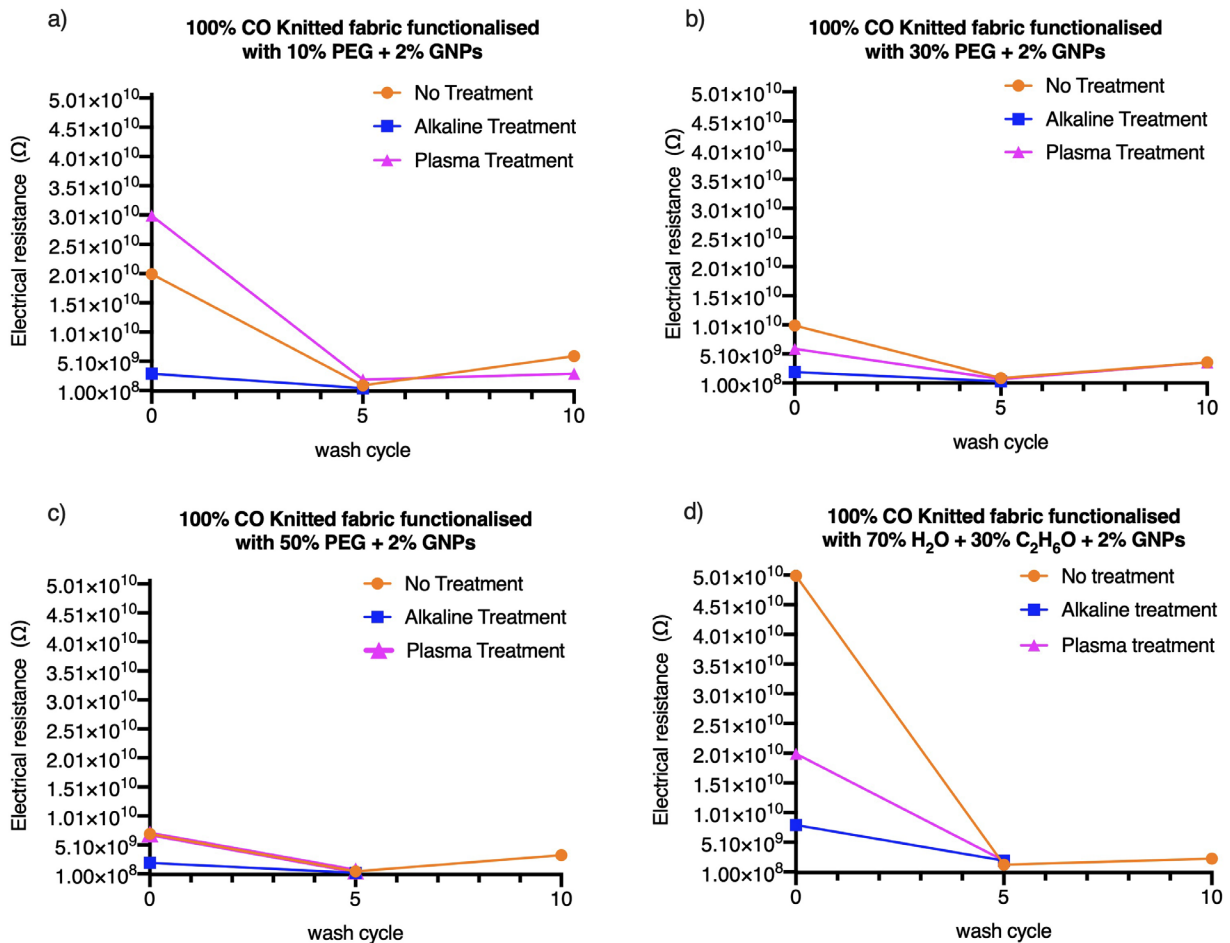 a)
100% CO Knitted fabric functionalised
with 10% PEG + 2% GNPs
No Treatment
Alkaline Treatment
Plasma Treatment
Electrical resistance (Ω)
5.01×10¹⁰
4.51×10¹⁰
4.01×10¹⁰
3.51×10¹⁰
3.01×10¹⁰
2.51×10¹⁰
2.01×10¹⁰
1.51×10¹⁰
1.01×10¹⁰
5.10×10⁹
1.00×10⁸
0 5 10
wash cycle
b)
100% CO Knitted fabric functionalised
with 30% PEG + 2% GNPs
No Treatment
Alkaline Treatment
Plasma Treatment
Electrical resistance (Ω)
5.01×10¹⁰
4.51×10¹⁰
4.01×10¹⁰
3.51×10¹⁰
3.01×10¹⁰
2.51×10¹⁰
2.01×10¹⁰
1.51×10¹⁰
1.01×10¹⁰
5.10×10⁹
1.00×10⁸
0 5 10
wash cycle
c)
100% CO Knitted fabric functionalised
with 50% PEG + 2% GNPs
No Treatment
Alkaline Treatment
Plasma Treatment
Electrical resistance (Ω)
5.01×10¹⁰
4.51×10¹⁰
4.01×10¹⁰
3.51×10¹⁰
3.01×10¹⁰
2.51×10¹⁰
2.01×10¹⁰
1.51×10¹⁰
1.01×10¹⁰
5.10×10⁹
1.00×10⁸
0 5 10
wash cycle
d)
100% CO Knitted fabric functionalised
with 70% H₂O + 30% C₂H₆O + 2% GNPs
No treatment
Alkaline treatment
Plasma treatment
Electrical resistance (Ω)
5.01×10¹⁰
4.51×10¹⁰
4.01×10¹⁰
3.51×10¹⁰
3.01×10¹⁰
2.51×10¹⁰
2.01×10¹⁰
1.51×10¹⁰
1.01×10¹⁰
5.10×10⁹
1.00×10⁸
0 5 10
wash cycle